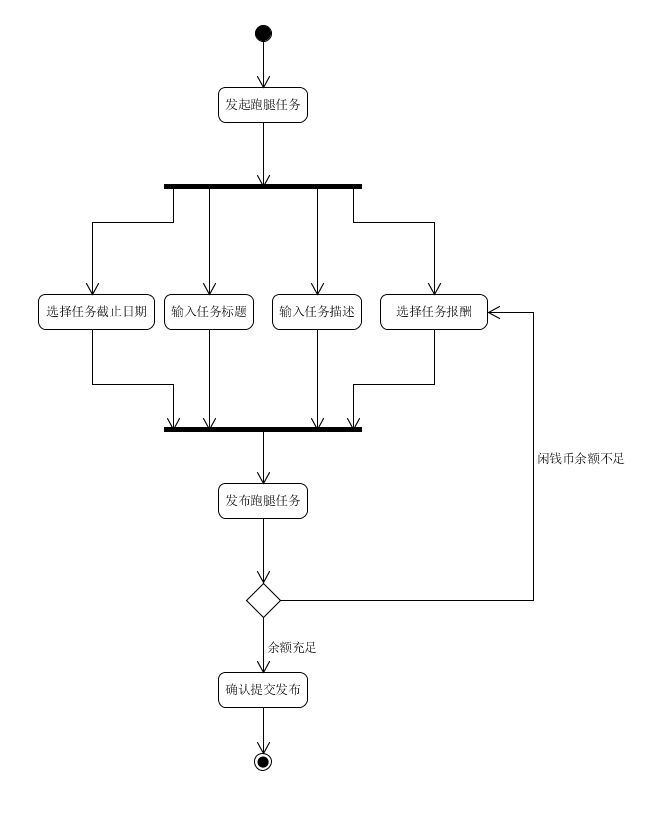 发起跑腿任务
选择任务截止日期
输入任务标题
输入任务描述
选择任务报酬
闲钱币余额不足
发布跑腿任务
余额充足
确认提交发布